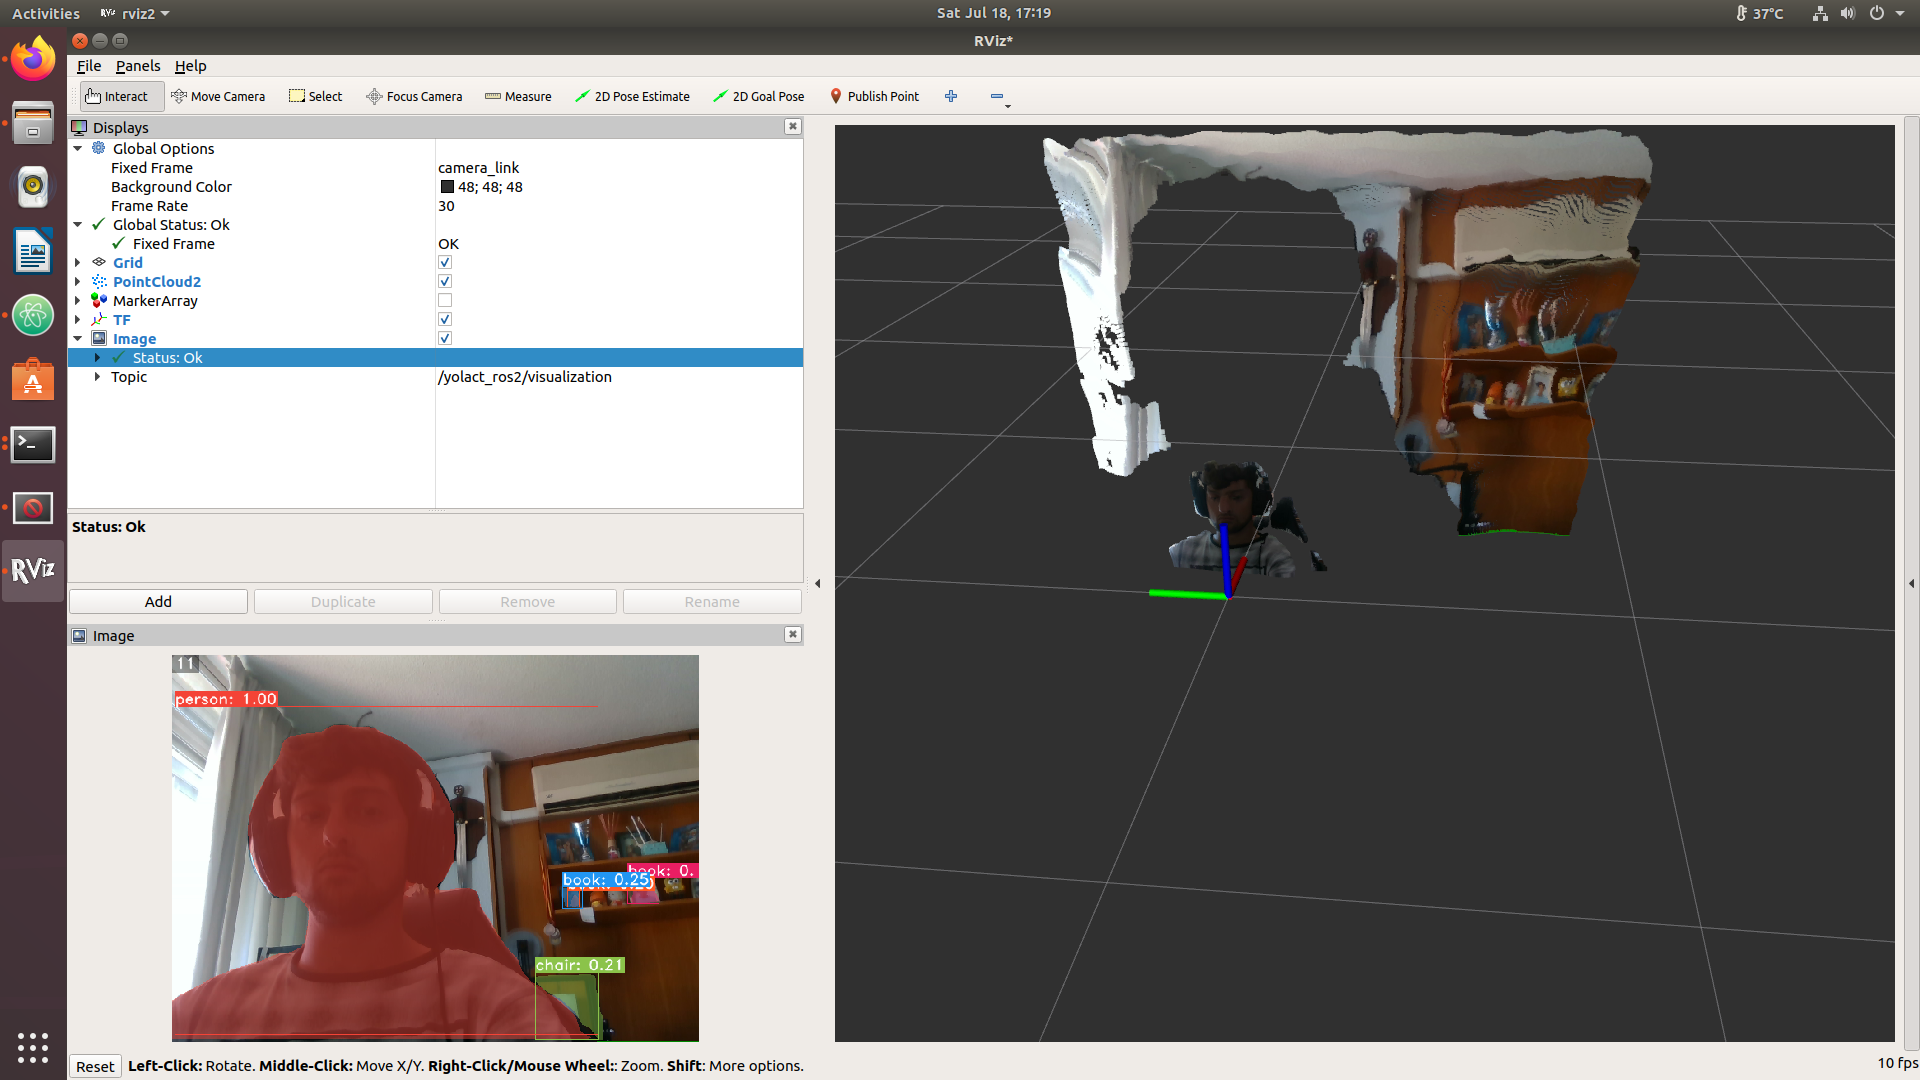 Activities
RViz rviz2
Sat Jul 18, 17:19
37°C
RViz*
File Panels Help
Interact Move Camera Select Focus Camera Measure 2D Pose Estimate 2D Goal Pose Publish Point
Displays
Global Options
Fixed Frame camera_link
Background Color 48; 48; 48
Frame Rate 30
Global Status: Ok
Fixed Frame OK
Grid
PointCloud2
MarkerArray
TF
Image
Status: Ok
Topic /yolact_ros2/visualization
Status: Ok
RViz
Add Duplicate Remove Rename
Image
11
person: 1.00
book: 0.
book: 0.25
chair: 0.21
Reset Left-Click: Rotate. Middle-Click: Move X/Y. Right-Click/Mouse Wheel:: Zoom. Shift: More options.
10 fps